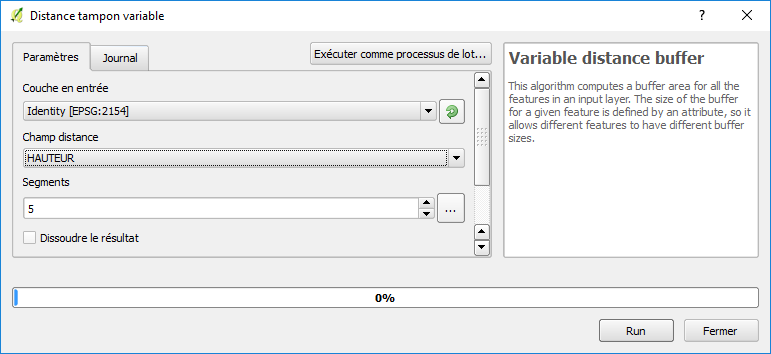 Distance tampon variable
?
Paramètres
Journal
Exécuter comme processus de lot...
Couche en entrée
Identity [EPSG:2154]
Champ distance
HAUTEUR
Segments
5
...
Dissoudre le résultat
Variable distance buffer
This algorithm computes a buffer area for all the
features in an input layer. The size of the buffer
for a given feature is defined by an attribute, so it
allows different features to have different buffer
sizes.
0%
Run
Fermer